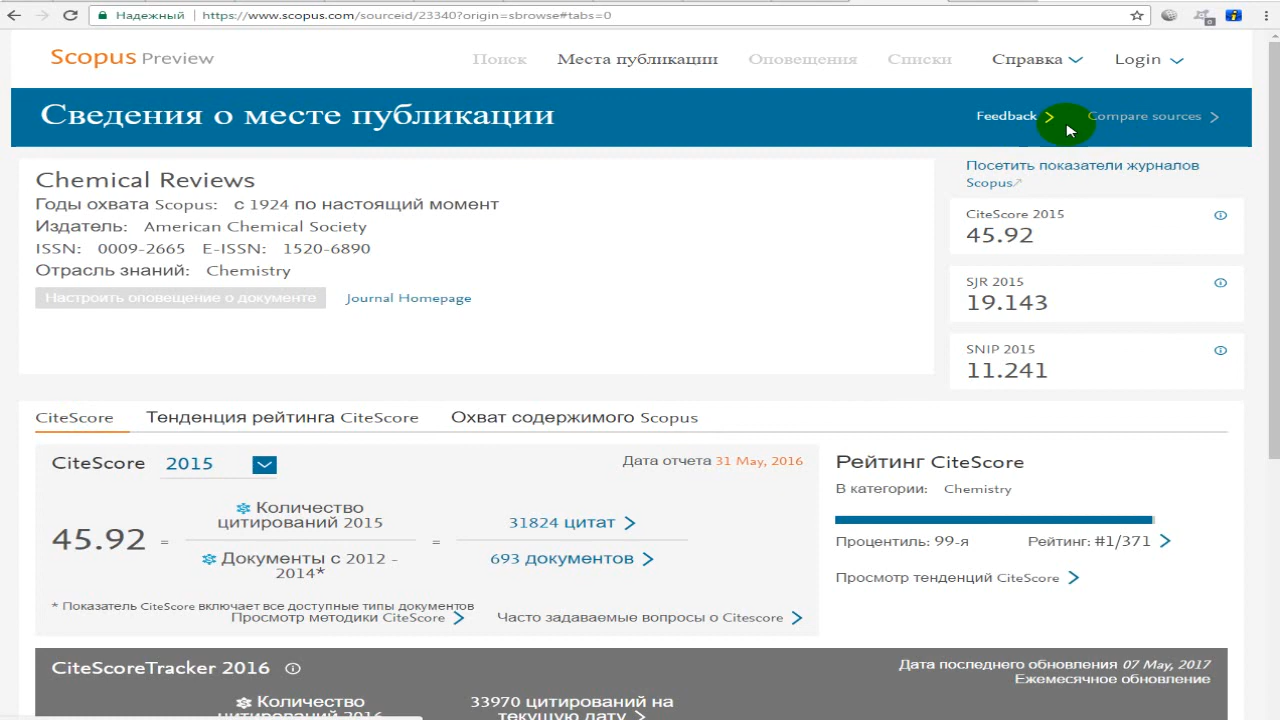 Надежный https://www.scopus.com/sourceid/23340?origin=sbrowse#tabs=0
Scopus Preview
Поиск Места публикации Оповещения Списки Справка Login
Сведения о месте публикации
Feedback Compare sources
Chemical Reviews
Годы охвата Scopus: с 1924 по настоящий момент
Издатель: American Chemical Society
ISSN: 0009-2665 E-ISSN: 1520-6890
Отрасль знаний: Chemistry
Настроить оповещение о документе Journal Homepage
Посетить показатели журналов
Scopus
CiteScore 2015
45.92
SJR 2015
19.143
SNIP 2015
11.241
CiteScore Тенденция рейтинга CiteScore Охват содержимого Scopus
CiteScore 2015
Дата отчета 31 May, 2016
45.92 =
Количество
цитирований 2015
Документы с 2012 -
2014*
=
31824 цитат
693 документов
* Показатель CiteScore включает все доступные типы документов
Просмотр методики CiteScore Часто задаваемые вопросы о Citescore
Рейтинг CiteScore
В категории: Chemistry
Процентиль: 99-я Рейтинг: #1/371
Просмотр тенденций CiteScore
CiteScoreTracker 2016
Дата последнего обновления 07 May, 2017
Ежемесячное обновление
Количество
цитирований 2016
33970 цитирований на
текущую дату